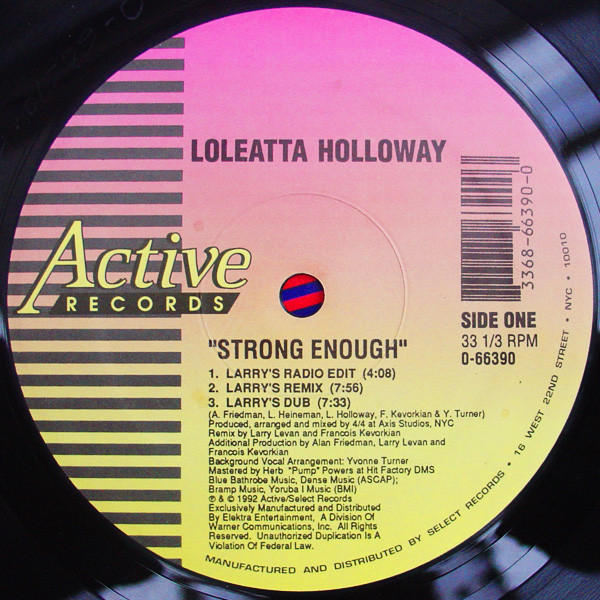 LOLEATTA HOLLOWAY
Active
RECORDS
3368-66390-0
SIDE ONE
33 1/3 RPM
0-66390
"STRONG ENOUGH"
1. LARRY'S RADIO EDIT (4:08)
2. LARRY'S REMIX (7:56)
3. LARRY'S DUB (7:33)
(A. Friedman, L. Heineman, L. Holloway, F. Kevorkian & Y. Turner)
Produced, arranged and mixed by 4/4 at Axis Studios, NYC
Remix by Larry Levan and Francois Kevorkian
Additional Production by Alan Friedman, Larry Levan and
Francois Kevorkian
Background Vocal Arrangement: Yvonne Turner
Mastered by Herb "Pump" Powers at Hit Factory DMS
Blue Bathrobe Music, Dense Music (ASCAP);
Bramp Music, Yoruba I Music (BMI)
℗ & © 1992 Active/Select Records
Exclusively Manufactured and Distributed
By Elektra Entertainment, A Division Of
Warner Communications, Inc. All Rights
Reserved. Unauthorized Duplication Is A
Violation Of Federal Law.
MANUFACTURED AND DISTRIBUTED BY SELECT RECORDS • 16 WEST 22ND STREET • NYC • 10010